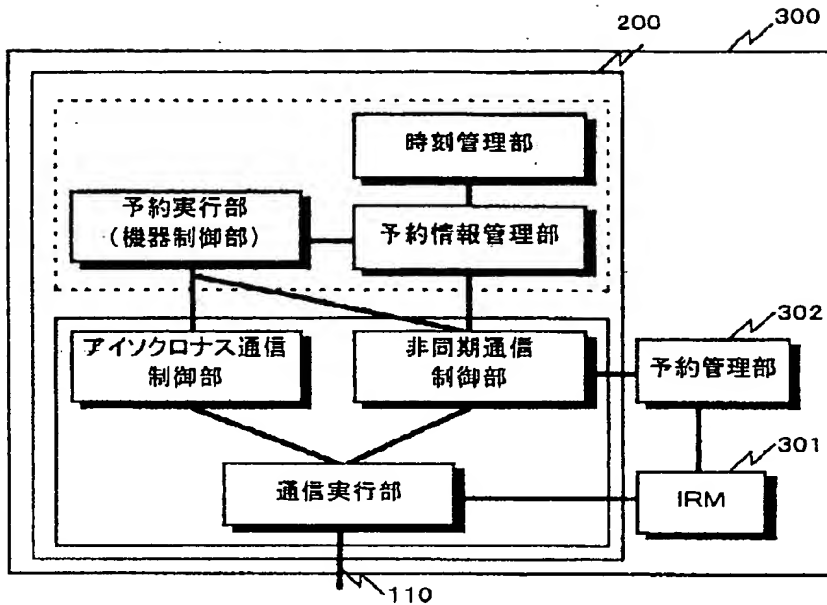 200
300
時刻管理部
予約実行部
(機器制御部)
予約情報管理部
アイソクロナス通信
制御部
非同期通信
制御部
302
予約管理部
通信実行部
301
IRM
110